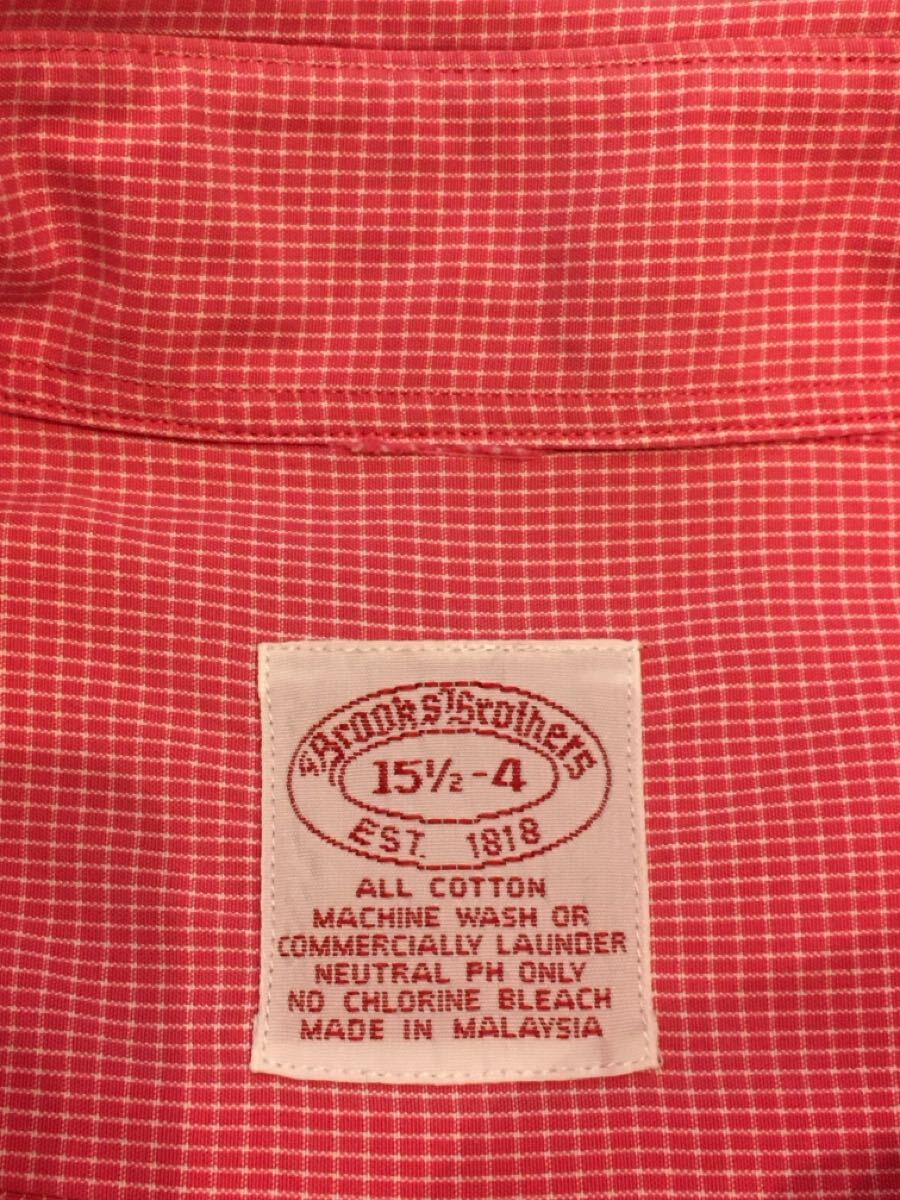 Brooks Brothers
15½-4
EST. 1818
ALL COTTON
MACHINE WASH OR
COMMERCIALLY LAUNDER
NEUTRAL PH ONLY
NO CHLORINE BLEACH
MADE IN MALAYSIA